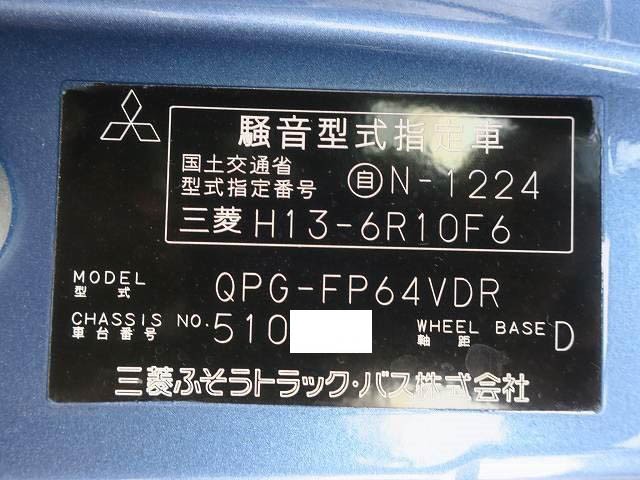 騒音型式指定車
国土交通省
型式指定番号 自N-1224
三菱 H13-6R10F6
MODEL
型式 QPG-FP64VDR
CHASSIS NO.
車台番号 510
WHEEL BASE
軸距 D
三菱ふそうトラック・バス株式会社